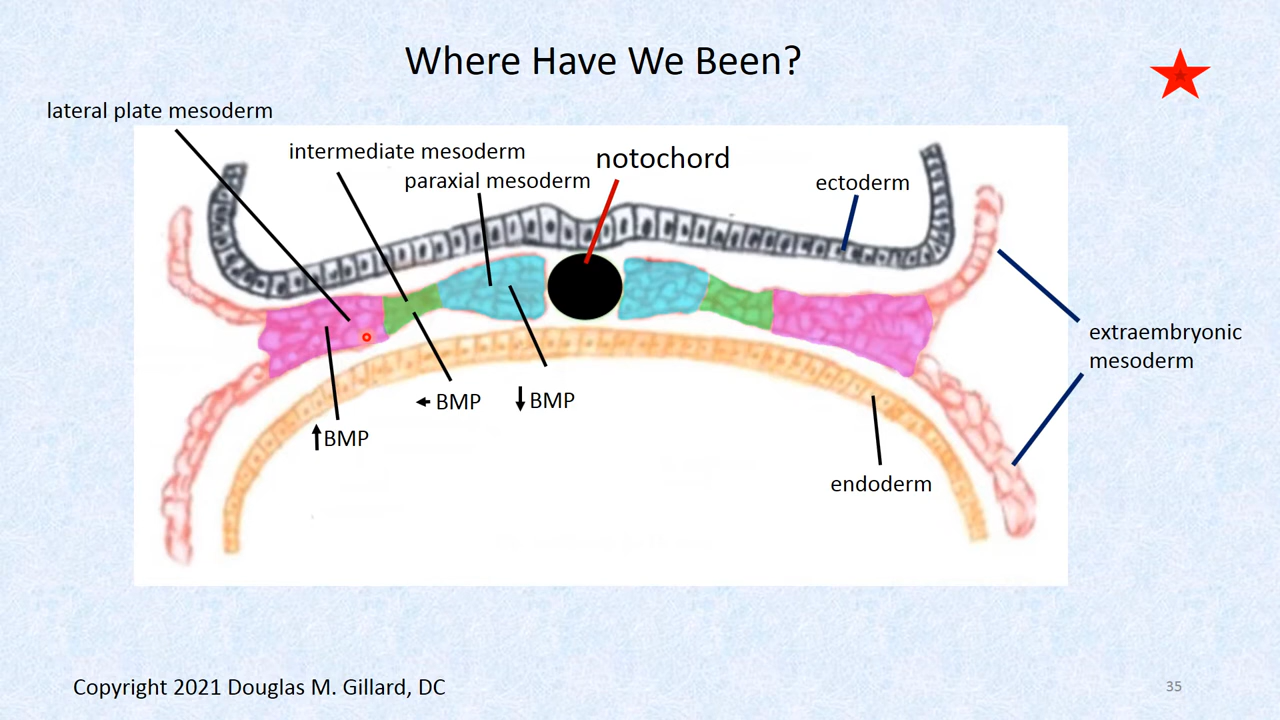 Where Have We Been?
lateral plate mesoderm
intermediate mesoderm
paraxial mesoderm
notochord
ectoderm
extraembryonic
mesoderm
← BMP
↓ BMP
↑ BMP
endoderm
Copyright 2021 Douglas M. Gillard, DC
35